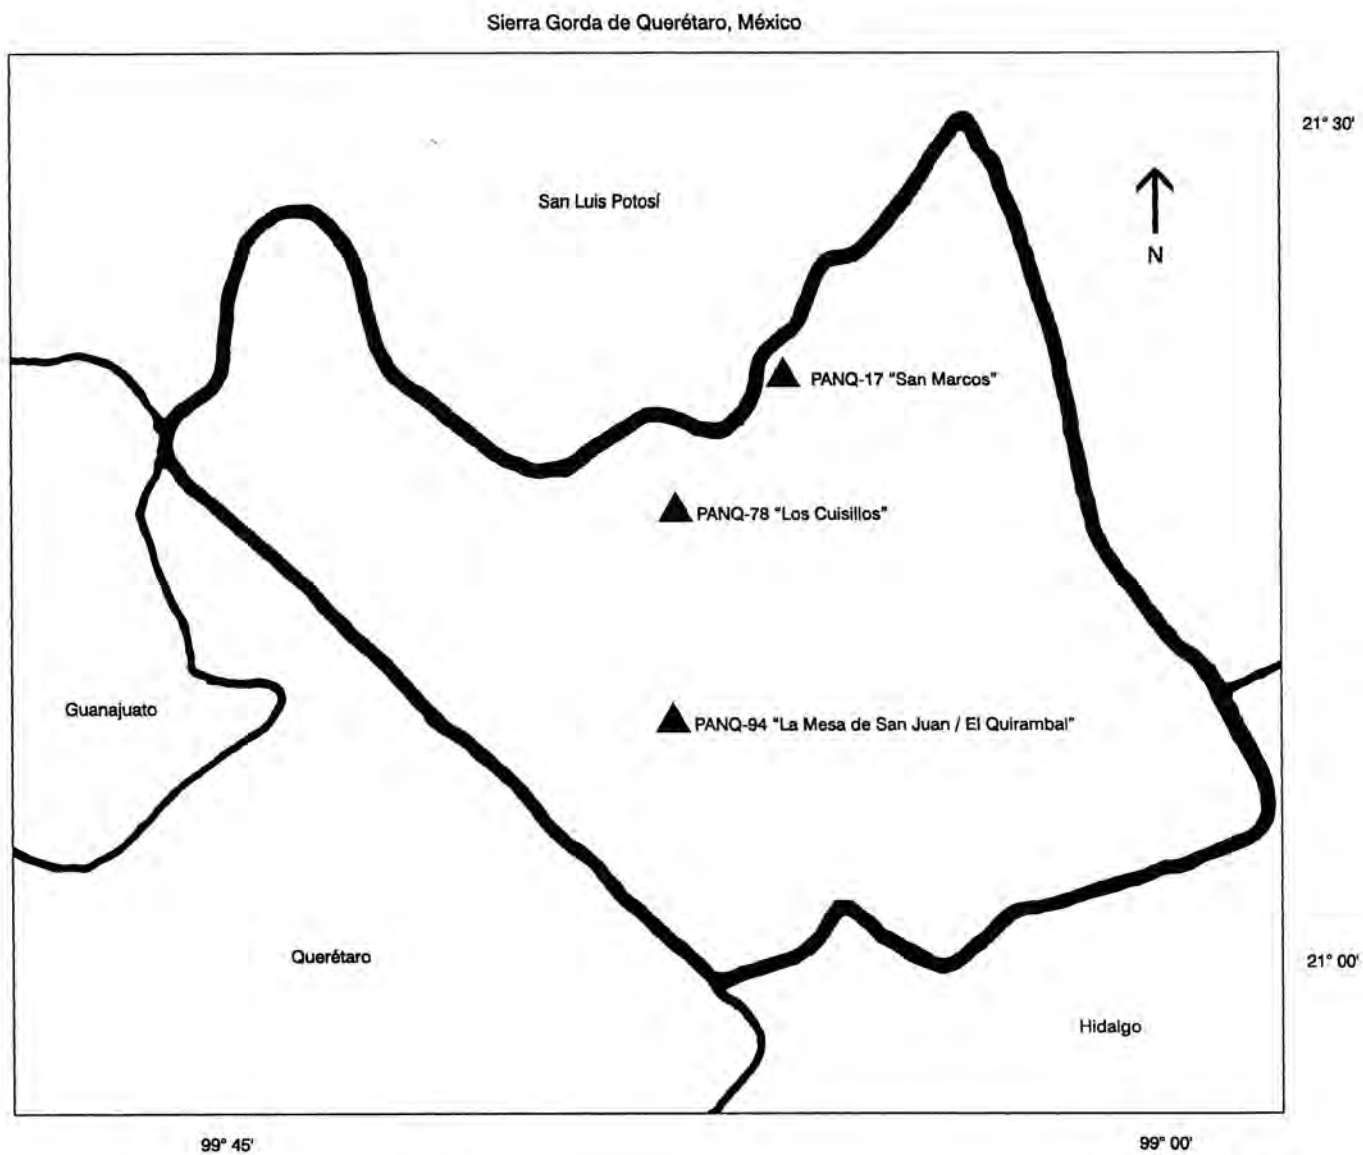 Sierra Gorda de Querétaro, México
21° 30'
San Luis Potosí
N
PANQ-17 "San Marcos"
PANQ-78 "Los Cuisillos"
Guanajuato
PANQ-94 "La Mesa de San Juan / El Quirambal"
Querétaro
21° 00'
Hidalgo
99° 45'
99° 00'